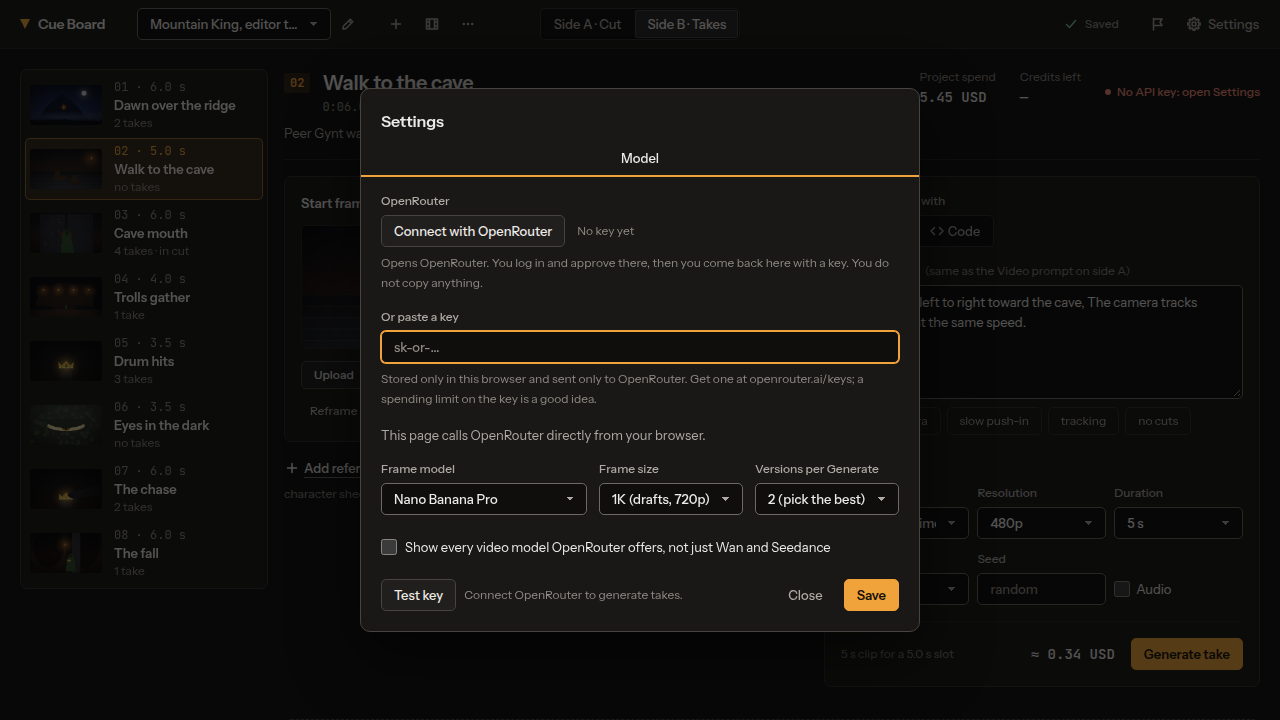 Cue Board
Mountain King, editor t...
Side A · Cut
Side B · Takes
Saved
Settings
01 · 6.0 s
Dawn over the ridge
2 takes
02 · 5.0 s
Walk to the cave
no takes
03 · 6.0 s
Cave mouth
4 takes · in cut
04 · 4.0 s
Trolls gather
1 take
05 · 3.5 s
Drum hits
3 takes
06 · 3.5 s
Eyes in the dark
no takes
07 · 6.0 s
The chase
2 takes
08 · 6.0 s
The fall
1 take
02
Walk to the cave
0:06.
Peer Gynt wa
Project spend
5.45 USD
Credits left
—
No API key: open Settings
Start fram
Upload
Reframe
Add refer
character shee
Settings
Model
OpenRouter
Connect with OpenRouter
No key yet
Opens OpenRouter. You log in and approve there, then you come back here with a key. You do
not copy anything.
Or paste a key
sk-or-...
Stored only in this browser and sent only to OpenRouter. Get one at openrouter.ai/keys; a
spending limit on the key is a good idea.
This page calls OpenRouter directly from your browser.
Frame model
Frame size
Versions per Generate
Nano Banana Pro
1K (drafts, 720p)
2 (pick the best)
Show every video model OpenRouter offers, not just Wan and Seedance
Test key
Connect OpenRouter to generate takes.
Close
Save
with
Code
(same as the Video prompt on side A)
left to right toward the cave, The camera tracks
t the same speed.
slow push-in
tracking
no cuts
Resolution
Duration
480p
5 s
Seed
random
Audio
5 s clip for a 5.0 s slot
≈ 0.34 USD
Generate take